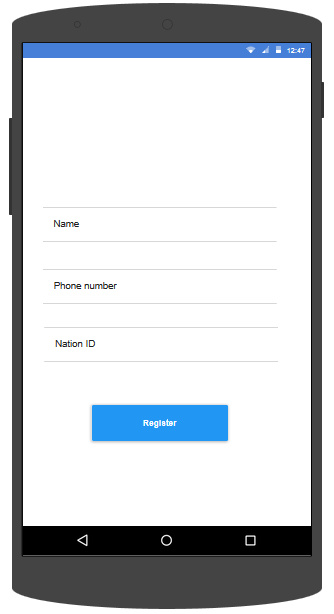 12:47
Name
Phone number
Nation ID
Register